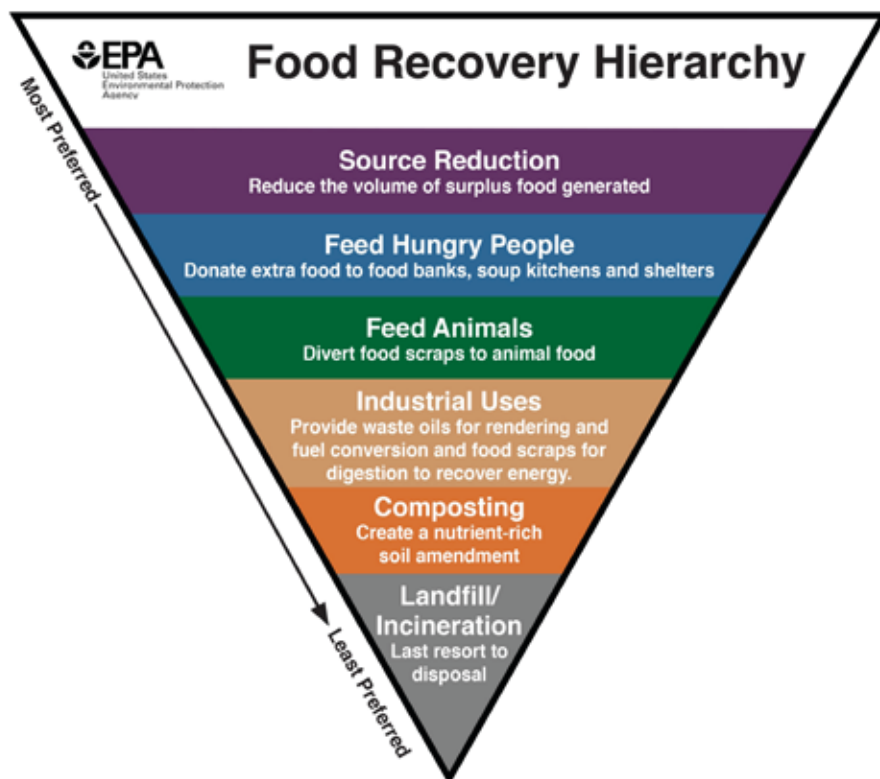 EPA
United States
Environmental Protection
Agency
Food Recovery Hierarchy
Most Preferred
Source Reduction
Reduce the volume of surplus food generated
Feed Hungry People
Donate extra food to food banks, soup kitchens and shelters
Feed Animals
Divert food scraps to animal food
Industrial Uses
Provide waste oils for rendering and
fuel conversion and food scraps for
digestion to recover energy.
Composting
Create a nutrient-rich
soil amendment
Landfill/
Incineration
Last resort to
disposal
Least Preferred